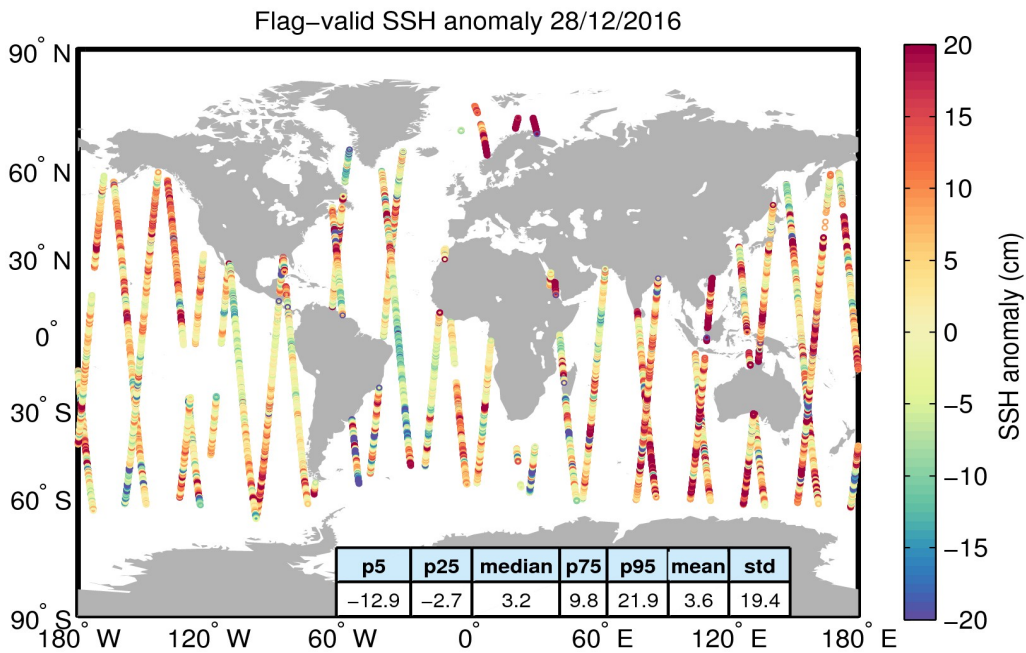 Flag−valid SSH anomaly 28/12/2016
90° N
60° N
30° N
0°
30° S
60° S
90° S
180° W
120° W
60° W
0°
60° E
120° E
180° E
p5 p25 median p75 p95 mean std
−12.9 −2.7 3.2 9.8 21.9 3.6 19.4
20
15
10
5
0
−5
−10
−15
−20
SSH anomaly (cm)